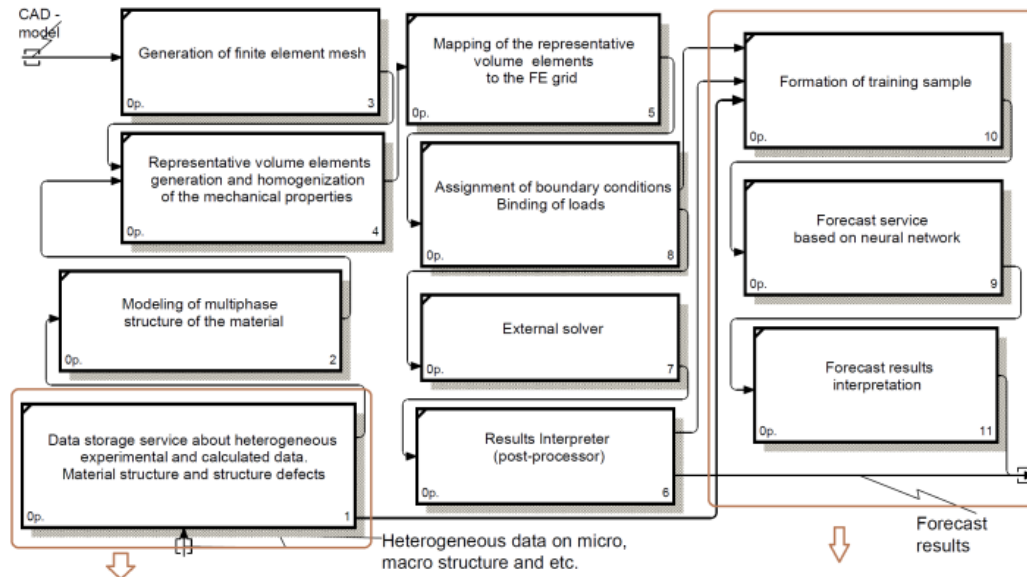 CAD -
model
Generation of finite element mesh
0p.
3
Representative volume elements
generation and homogenization
of the mechanical properties
0p.
4
Modeling of multiphase
structure of the material
0p.
2
Data storage service about heterogeneous
experimental and calculated data.
Material structure and structure defects
0p.
1
Mapping of the representative
volume elements
to the FE grid
0p.
5
Assignment of boundary conditions
Binding of loads
0p.
8
External solver
0p.
7
Results Interpreter
(post-processor)
0p.
6
Heterogeneous data on micro,
macro structure and etc.
Formation of training sample
0p.
10
Forecast service
based on neural network
0p.
9
Forecast results
interpretation
0p.
11
Forecast
results